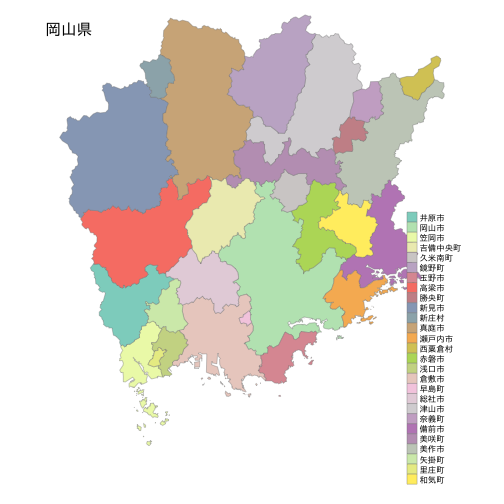 岡山県
井原市
岡山市
笠岡市
吉備中央町
久米南町
鏡野町
玉野市
高梁市
勝央町
新見市
新庄村
真庭市
瀬戸内市
西粟倉村
赤磐市
浅口市
倉敷市
早島町
総社市
津山市
奈義町
備前市
美咲町
美作市
矢掛町
里庄町
和気町